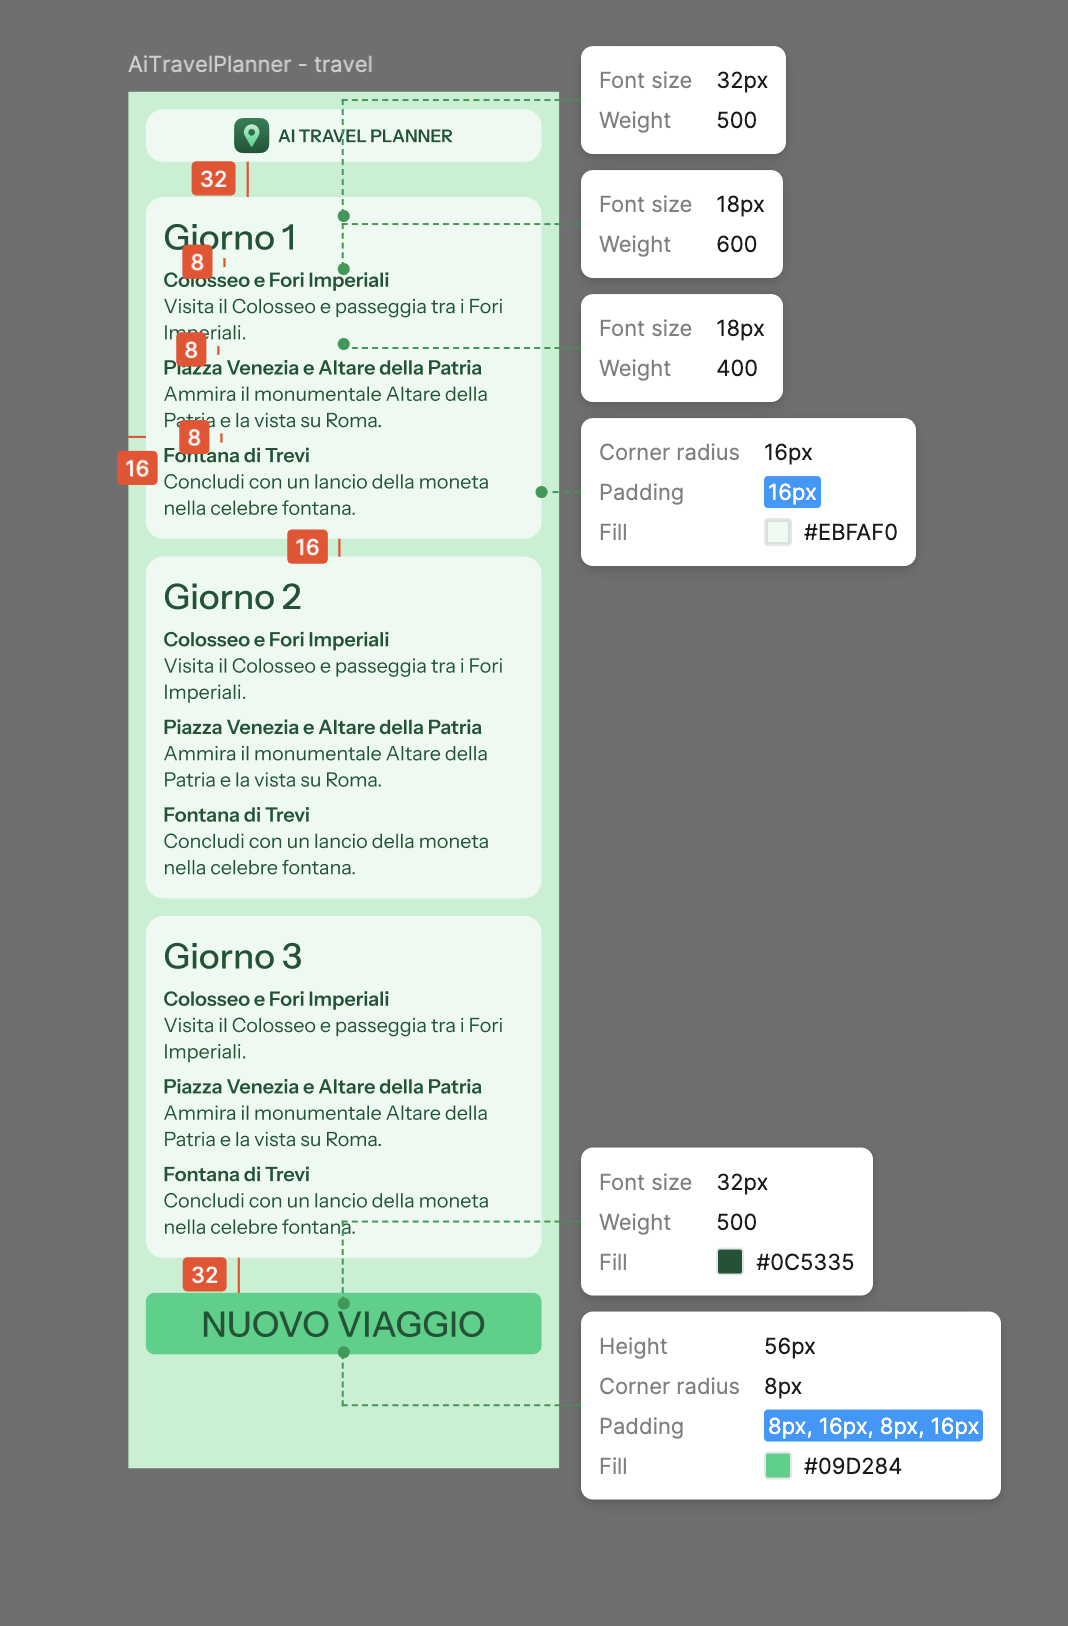 AiTravelPlanner - travel
AI TRAVEL PLANNER
32
Giorno 1
8
Colosseo e Fori Imperiali
Visita il Colosseo e passeggia tra i Fori
Imperiali.
8
Piazza Venezia e Altare della Patria
Ammira il monumentale Altare della
Patria e la vista su Roma.
8
Fontana di Trevi
16
Concludi con un lancio della moneta
nella celebre fontana.
16
Giorno 2
Colosseo e Fori Imperiali
Visita il Colosseo e passeggia tra i Fori
Imperiali.
Piazza Venezia e Altare della Patria
Ammira il monumentale Altare della
Patria e la vista su Roma.
Fontana di Trevi
Concludi con un lancio della moneta
nella celebre fontana.
Giorno 3
Colosseo e Fori Imperiali
Visita il Colosseo e passeggia tra i Fori
Imperiali.
Piazza Venezia e Altare della Patria
Ammira il monumentale Altare della
Patria e la vista su Roma.
Fontana di Trevi
Concludi con un lancio della moneta
nella celebre fontana.
32
NUOVO VIAGGIO
Font size 32px
Weight 500
Font size 18px
Weight 600
Font size 18px
Weight 400
Corner radius 16px
Padding 16px
Fill #EBFAF0
Font size 32px
Weight 500
Fill #0C5335
Height 56px
Corner radius 8px
Padding 8px, 16px, 8px, 16px
Fill #09D284